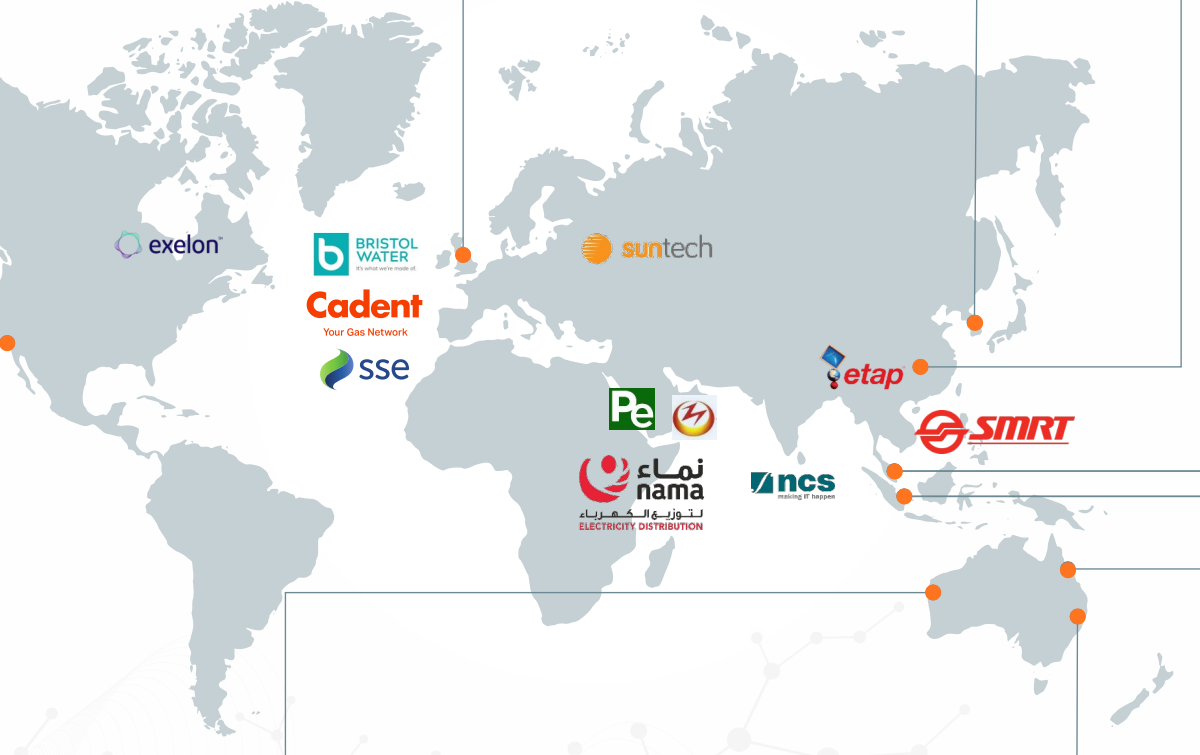 exelon™
BRISTOL
WATER
It's what we're made of.
Cadent
Your Gas Network
sse
suntech
etap
SMRT
Pe
نماء
nama
لتوزيع الكهرباء
ELECTRICITY DISTRIBUTION
ncs
making IT happen